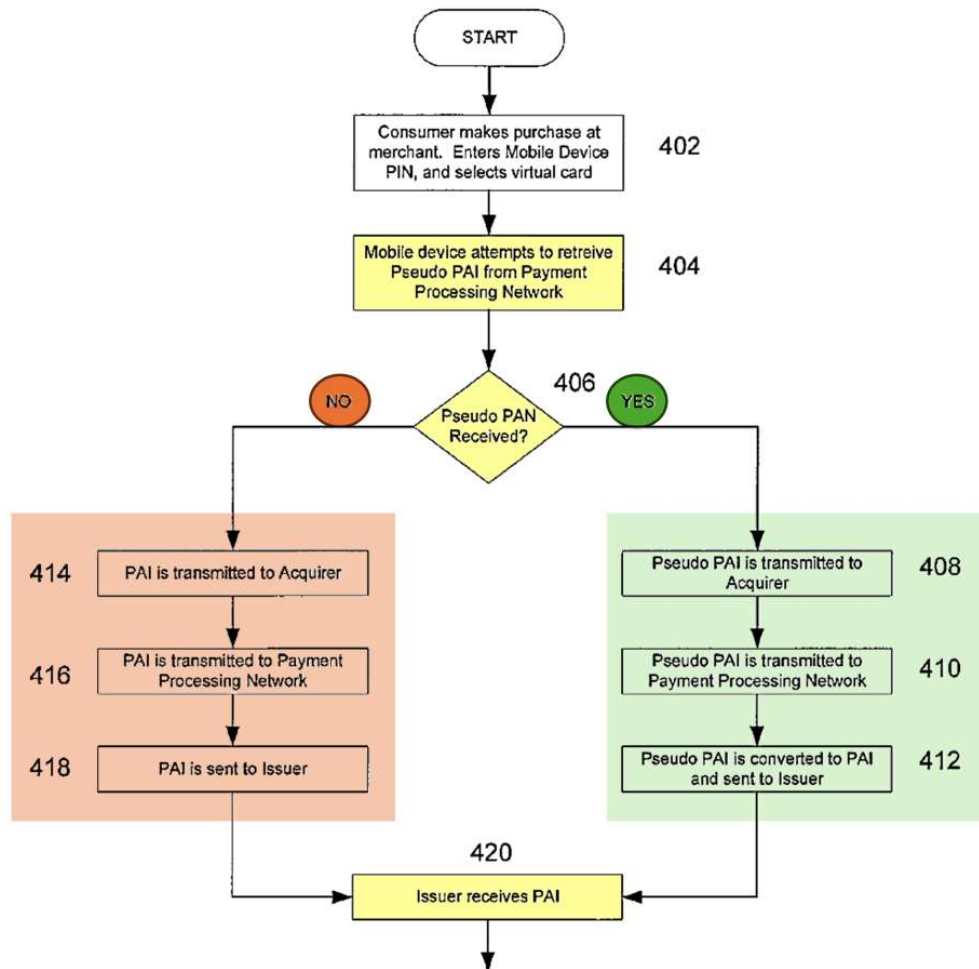 START
Consumer makes purchase at
merchant. Enters Mobile Device
PIN, and selects virtual card
402
Mobile device attempts to retreive
Pseudo PAI from Payment
Processing Network
404
406
NO
YES
Pseudo PAN
Received?
414
PAI is transmitted to Acquirer
416
PAI is transmitted to Payment
Processing Network
418
PAI is sent to Issuer
Pseudo PAI is transmitted to
Acquirer
408
Pseudo PAI is transmitted to
Payment Processing Network
410
Pseudo PAI is converted to PAI
and sent to Issuer
412
420
Issuer receives PAI